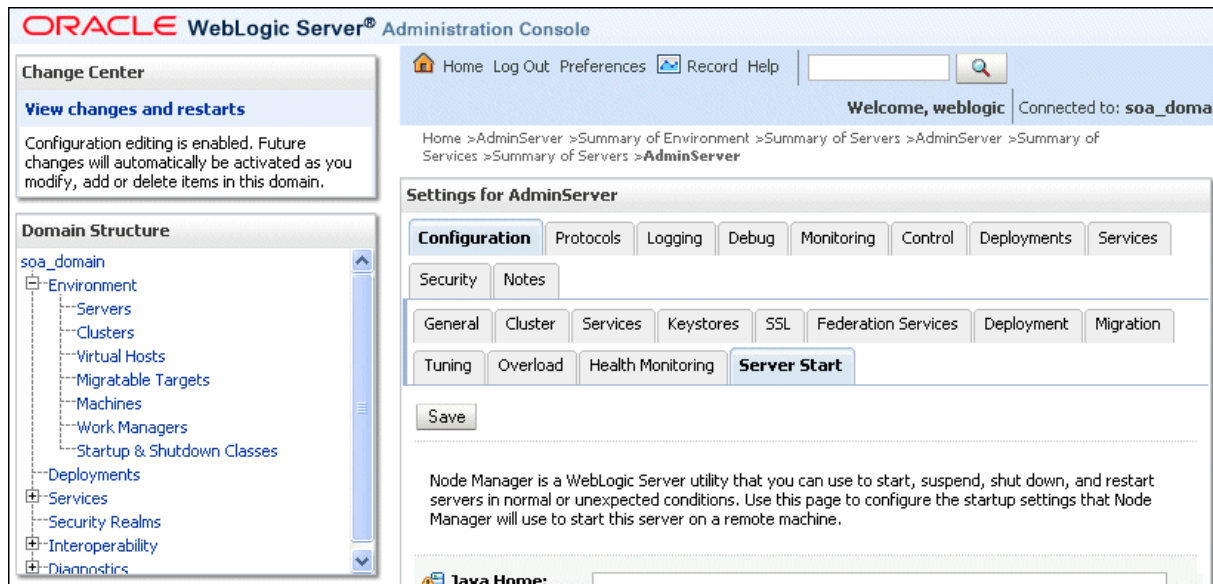 ORACLE WebLogic Server® Administration Console
Change Center
View changes and restarts
Configuration editing is enabled. Future
changes will automatically be activated as you
modify, add or delete items in this domain.
Domain Structure
soa_domain
Environment
Servers
Clusters
Virtual Hosts
Migratable Targets
Machines
Work Managers
Startup & Shutdown Classes
Deployments
Services
Security Realms
Interoperability
Diagnostics
Home Log Out Preferences Record Help
Welcome, weblogic Connected to: soa_doma
Home >AdminServer >Summary of Environment >Summary of Servers >AdminServer >Summary of
Services >Summary of Servers >AdminServer
Settings for AdminServer
Configuration Protocols Logging Debug Monitoring Control Deployments Services
Security Notes
General Cluster Services Keystores SSL Federation Services Deployment Migration
Tuning Overload Health Monitoring Server Start
Save
Node Manager is a WebLogic Server utility that you can use to start, suspend, shut down, and restart
servers in normal or unexpected conditions. Use this page to configure the startup settings that Node
Manager will use to start this server on a remote machine.
Java Home: